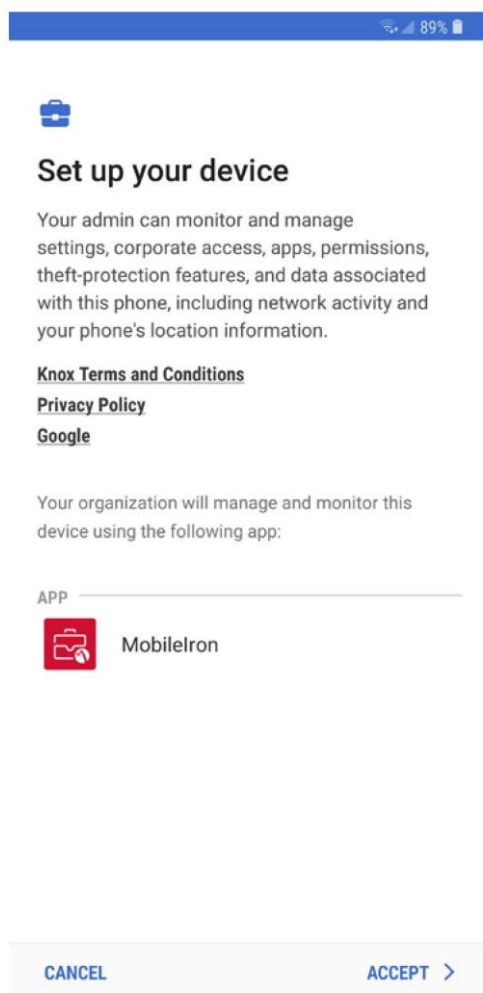 89%
Set up your device
Your admin can monitor and manage
settings, corporate access, apps, permissions,
theft-protection features, and data associated
with this phone, including network activity and
your phone's location information.
Knox Terms and Conditions
Privacy Policy
Google
Your organization will manage and monitor this
device using the following app:
APP
MobileIron
CANCEL ACCEPT